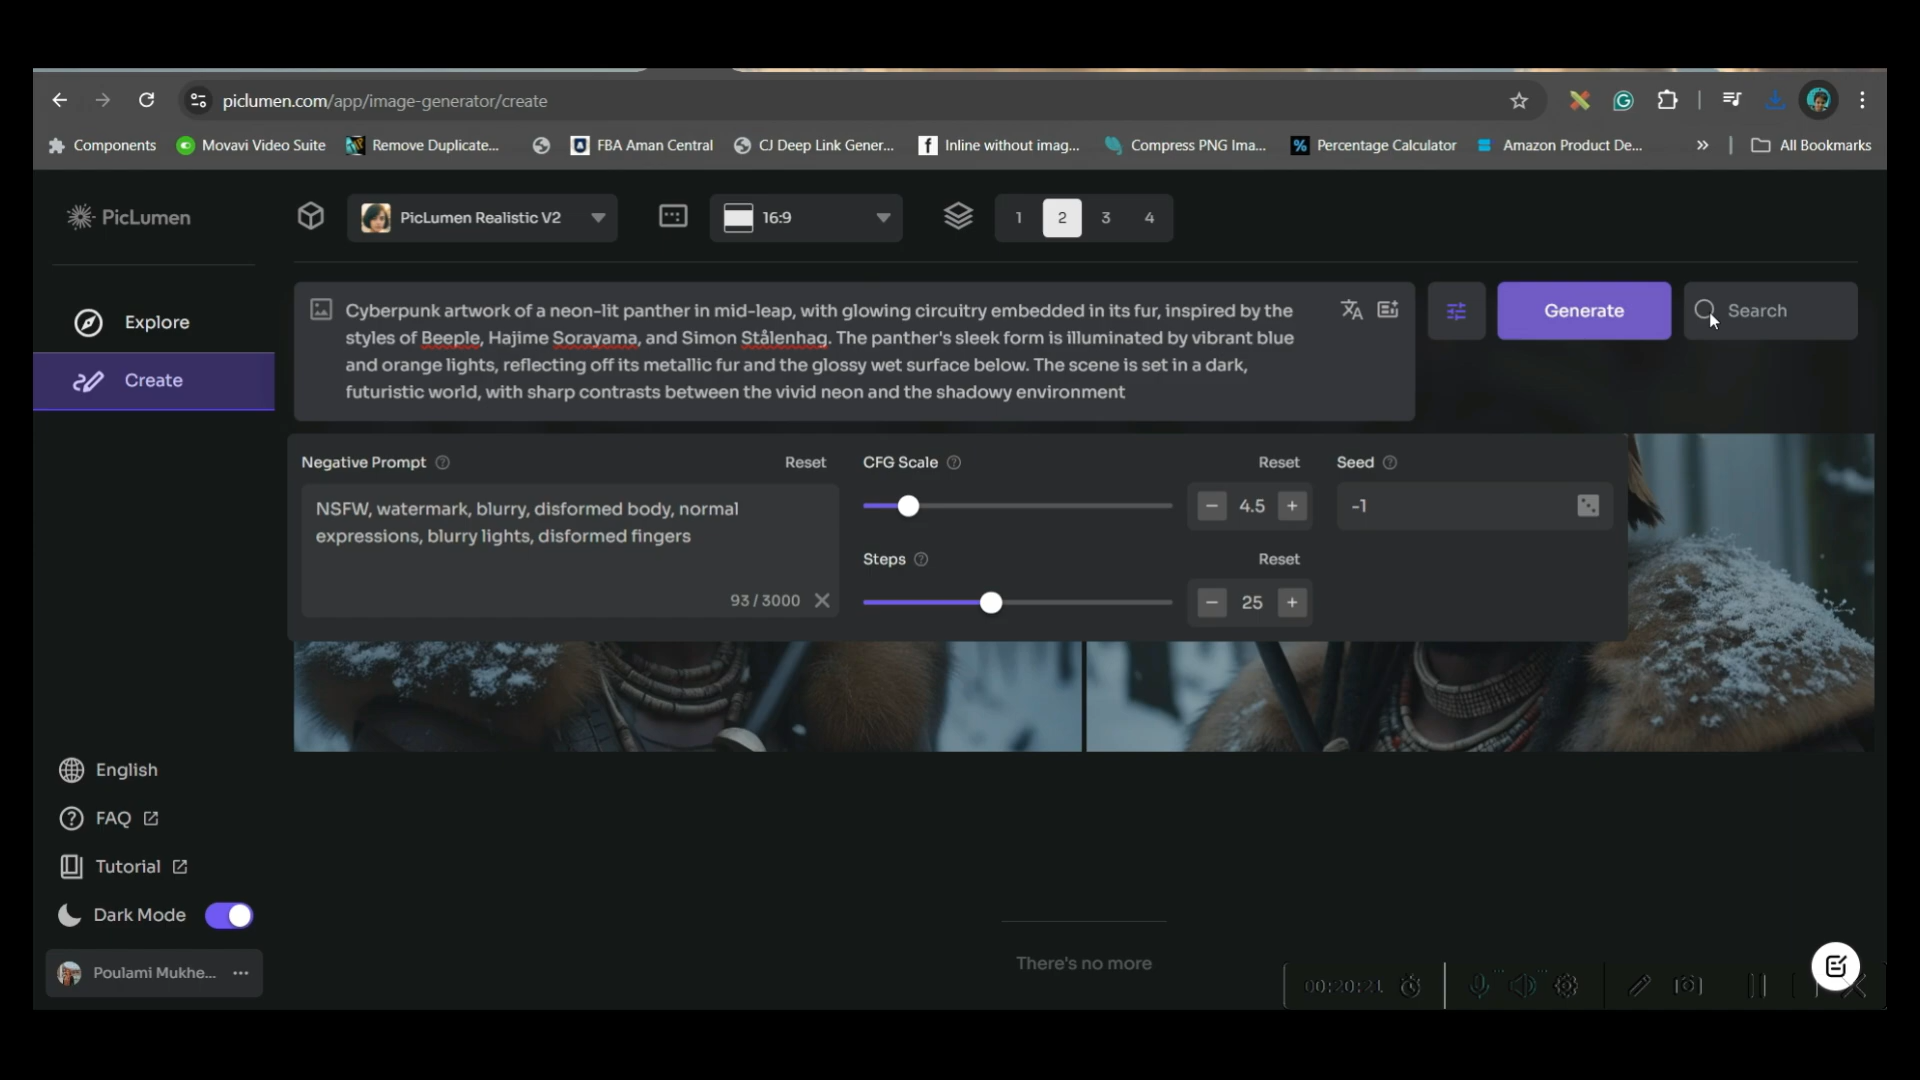 piclumen.com/app/image-generator/create
Components
Movavi Video Suite
Remove Duplicate...
FBA Aman Central
CJ Deep Link Gener...
Inline without imag...
Compress PNG Ima...
Percentage Calculator
Amazon Product De...
»
All Bookmarks
PicLumen
PicLumen Realistic V2
16:9
1 2 3 4
Explore
Create
Cyberpunk artwork of a neon-lit panther in mid-leap, with glowing circuitry embedded in its fur, inspired by the
styles of Beeple, Hajime Sorayama, and Simon Stålenhag. The panther's sleek form is illuminated by vibrant blue
and orange lights, reflecting off its metallic fur and the glossy wet surface below. The scene is set in a dark,
futuristic world, with sharp contrasts between the vivid neon and the shadowy environment
Generate
Search
Negative Prompt
Reset
NSFW, watermark, blurry, disformed body, normal
expressions, blurry lights, disformed fingers
93 / 3000
CFG Scale
Reset
4.5
Steps
Reset
25
Seed
-1
English
FAQ
Tutorial
Dark Mode
Poulami Mukhe...
There's no more
00:20:21